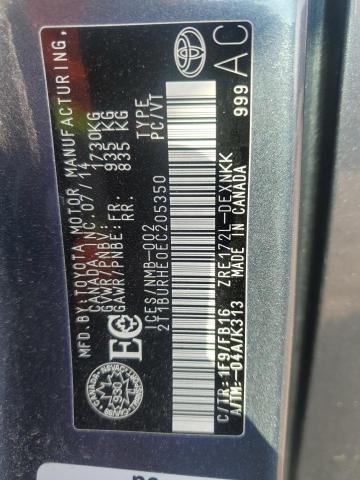 MFD.BY:TOYOTA MOTOR MANUFACTURING,
CANADA INC.07/14
GVWR/PNBV: 1730KG
GAWR/PNBE:FR. 935 KG
RR. 835 KG
ICES/NMB-002 TYPE
2T1BURHE0EC205350 PC/VT
C/TR: 1F9/FB16 ZRE172L-DEXNKK
A/TM: -04A/K313 MADE IN CANADA
999 AC